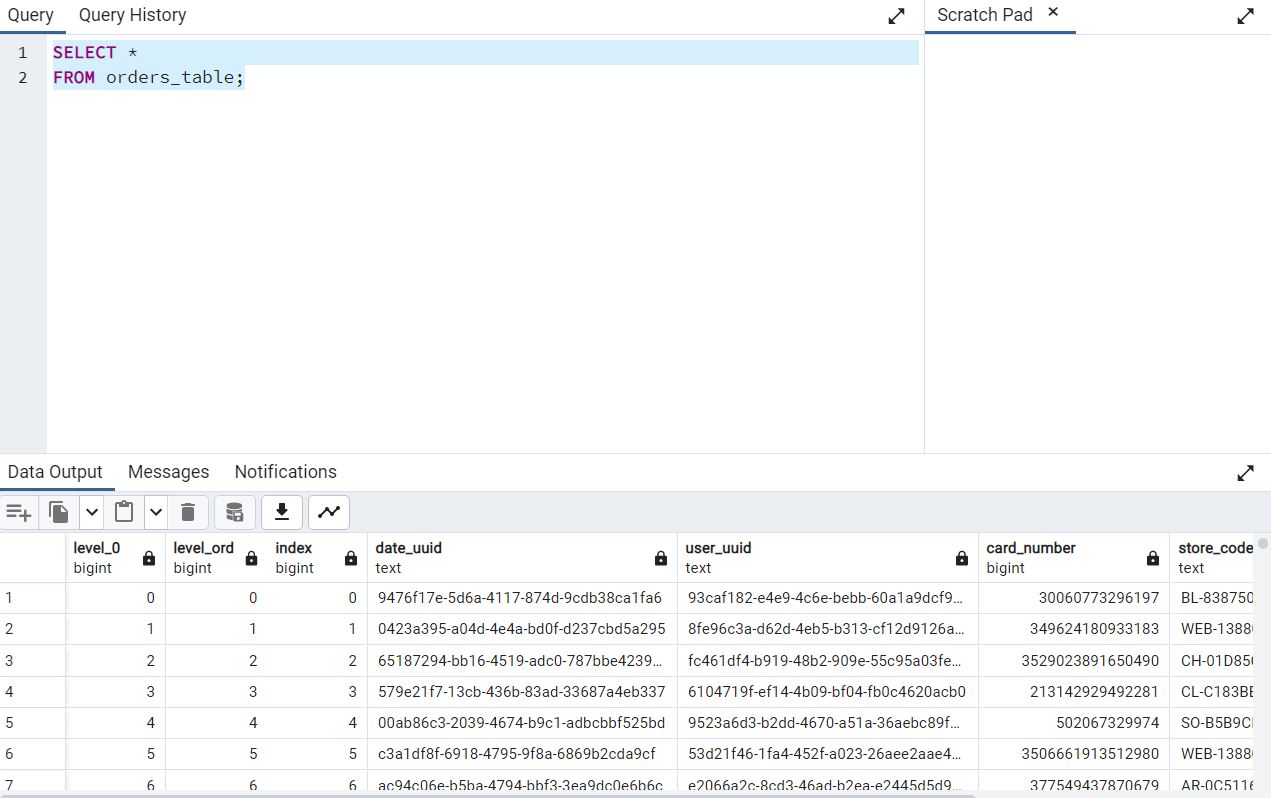 Query Query History Scratch Pad
1 SELECT *
2 FROM orders_table;
Data Output Messages Notifications
level_0 level_ord index date_uuid user_uuid card_number store_code
bigint bigint bigint text text bigint text
1 0 0 0 9476f17e-5d6a-4117-874d-9cdb38ca1fa6 93caf182-e4e9-4c6e-bebb-60a1a9dcf9… 30060773296197 BL-838750
2 1 1 1 0423a395-a04d-4e4a-bd0f-d237cbd5a295 8fe96c3a-d62d-4eb5-b313-cf12d9126a… 349624180933183 WEB-1388
3 2 2 2 65187294-bb16-4519-adc0-787bbe4239… fc461df4-b919-48b2-909e-55c95a03fe… 3529023891650490 CH-01D85
4 3 3 3 579e21f7-13cb-436b-83ad-33687a4eb337 6104719f-ef14-4b09-bf04-fb0c4620acb0 213142929492281 CL-C183B
5 4 4 4 00ab86c3-2039-4674-b9c1-adbcbbf525bd 9523a6d3-b2dd-4670-a51a-36aebc89f… 502067329974 SO-B5B9C
6 5 5 5 c3a1df8f-6918-4795-9f8a-6869b2cda9cf 53d21f46-1fa4-452f-a023-26aee2aae4… 3506661913512980 WEB-1388
7 6 6 6 ac94c06e-b5ba-4794-bbf3-3ea9dc0e6b6c e2066a2c-8cd3-46ad-b2ea-e2445d5d9… 377549437870679 AR-0C511